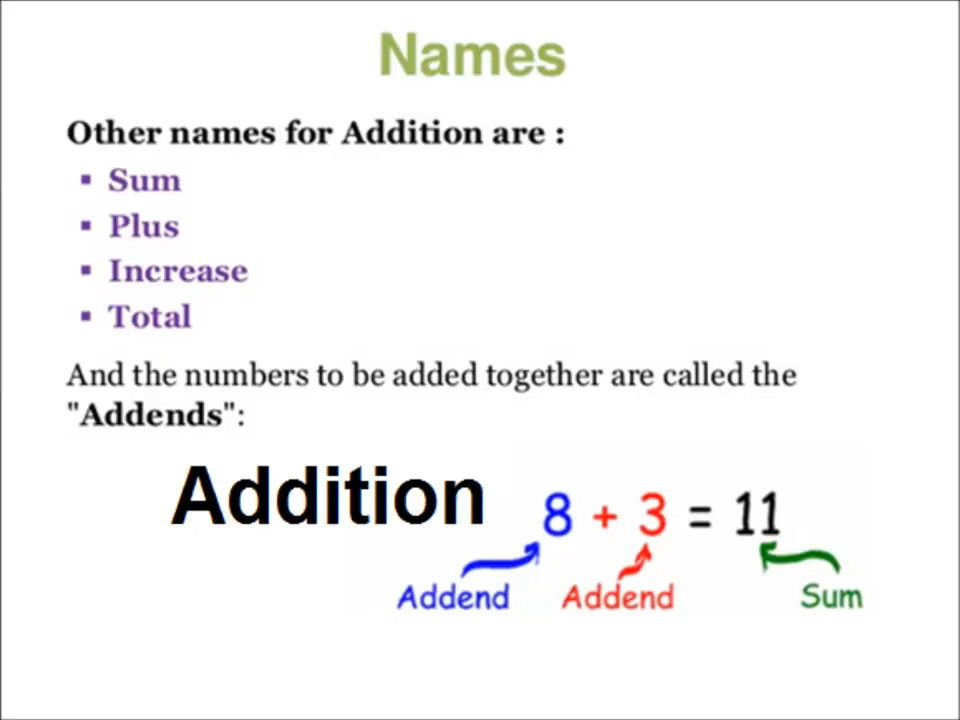 Names
Other names for Addition are :
▪ Sum
▪ Plus
▪ Increase
▪ Total
And the numbers to be added together are called the
"Addends":
Addition
8 + 3 = 11
Addend Addend Sum